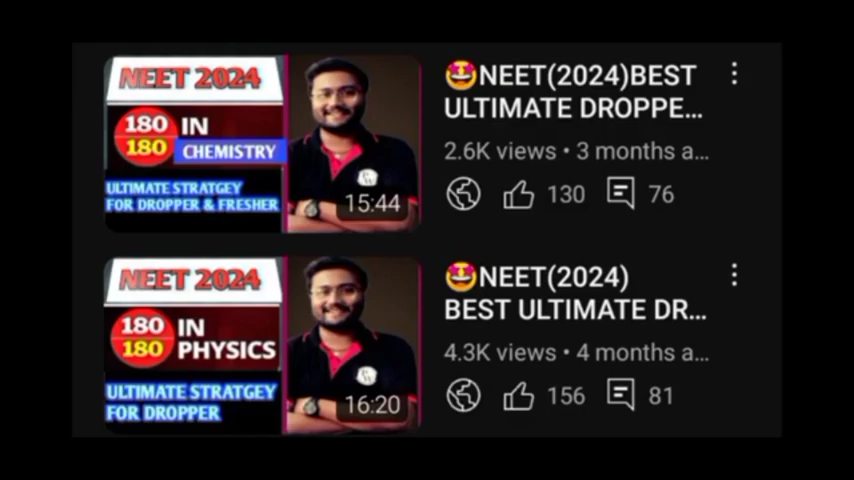 NEET 2024
180 IN
180 CHEMISTRY
ULTIMATE STRATGEY
FOR DROPPER & FRESHER
15:44
🤩NEET(2024)BEST
ULTIMATE DROPPE...
2.6K views • 3 months a...
130 76
NEET 2024
180 IN
180 PHYSICS
ULTIMATE STRATGEY
FOR DROPPER
16:20
🤩NEET(2024)
BEST ULTIMATE DR...
4.3K views • 4 months a...
156 81